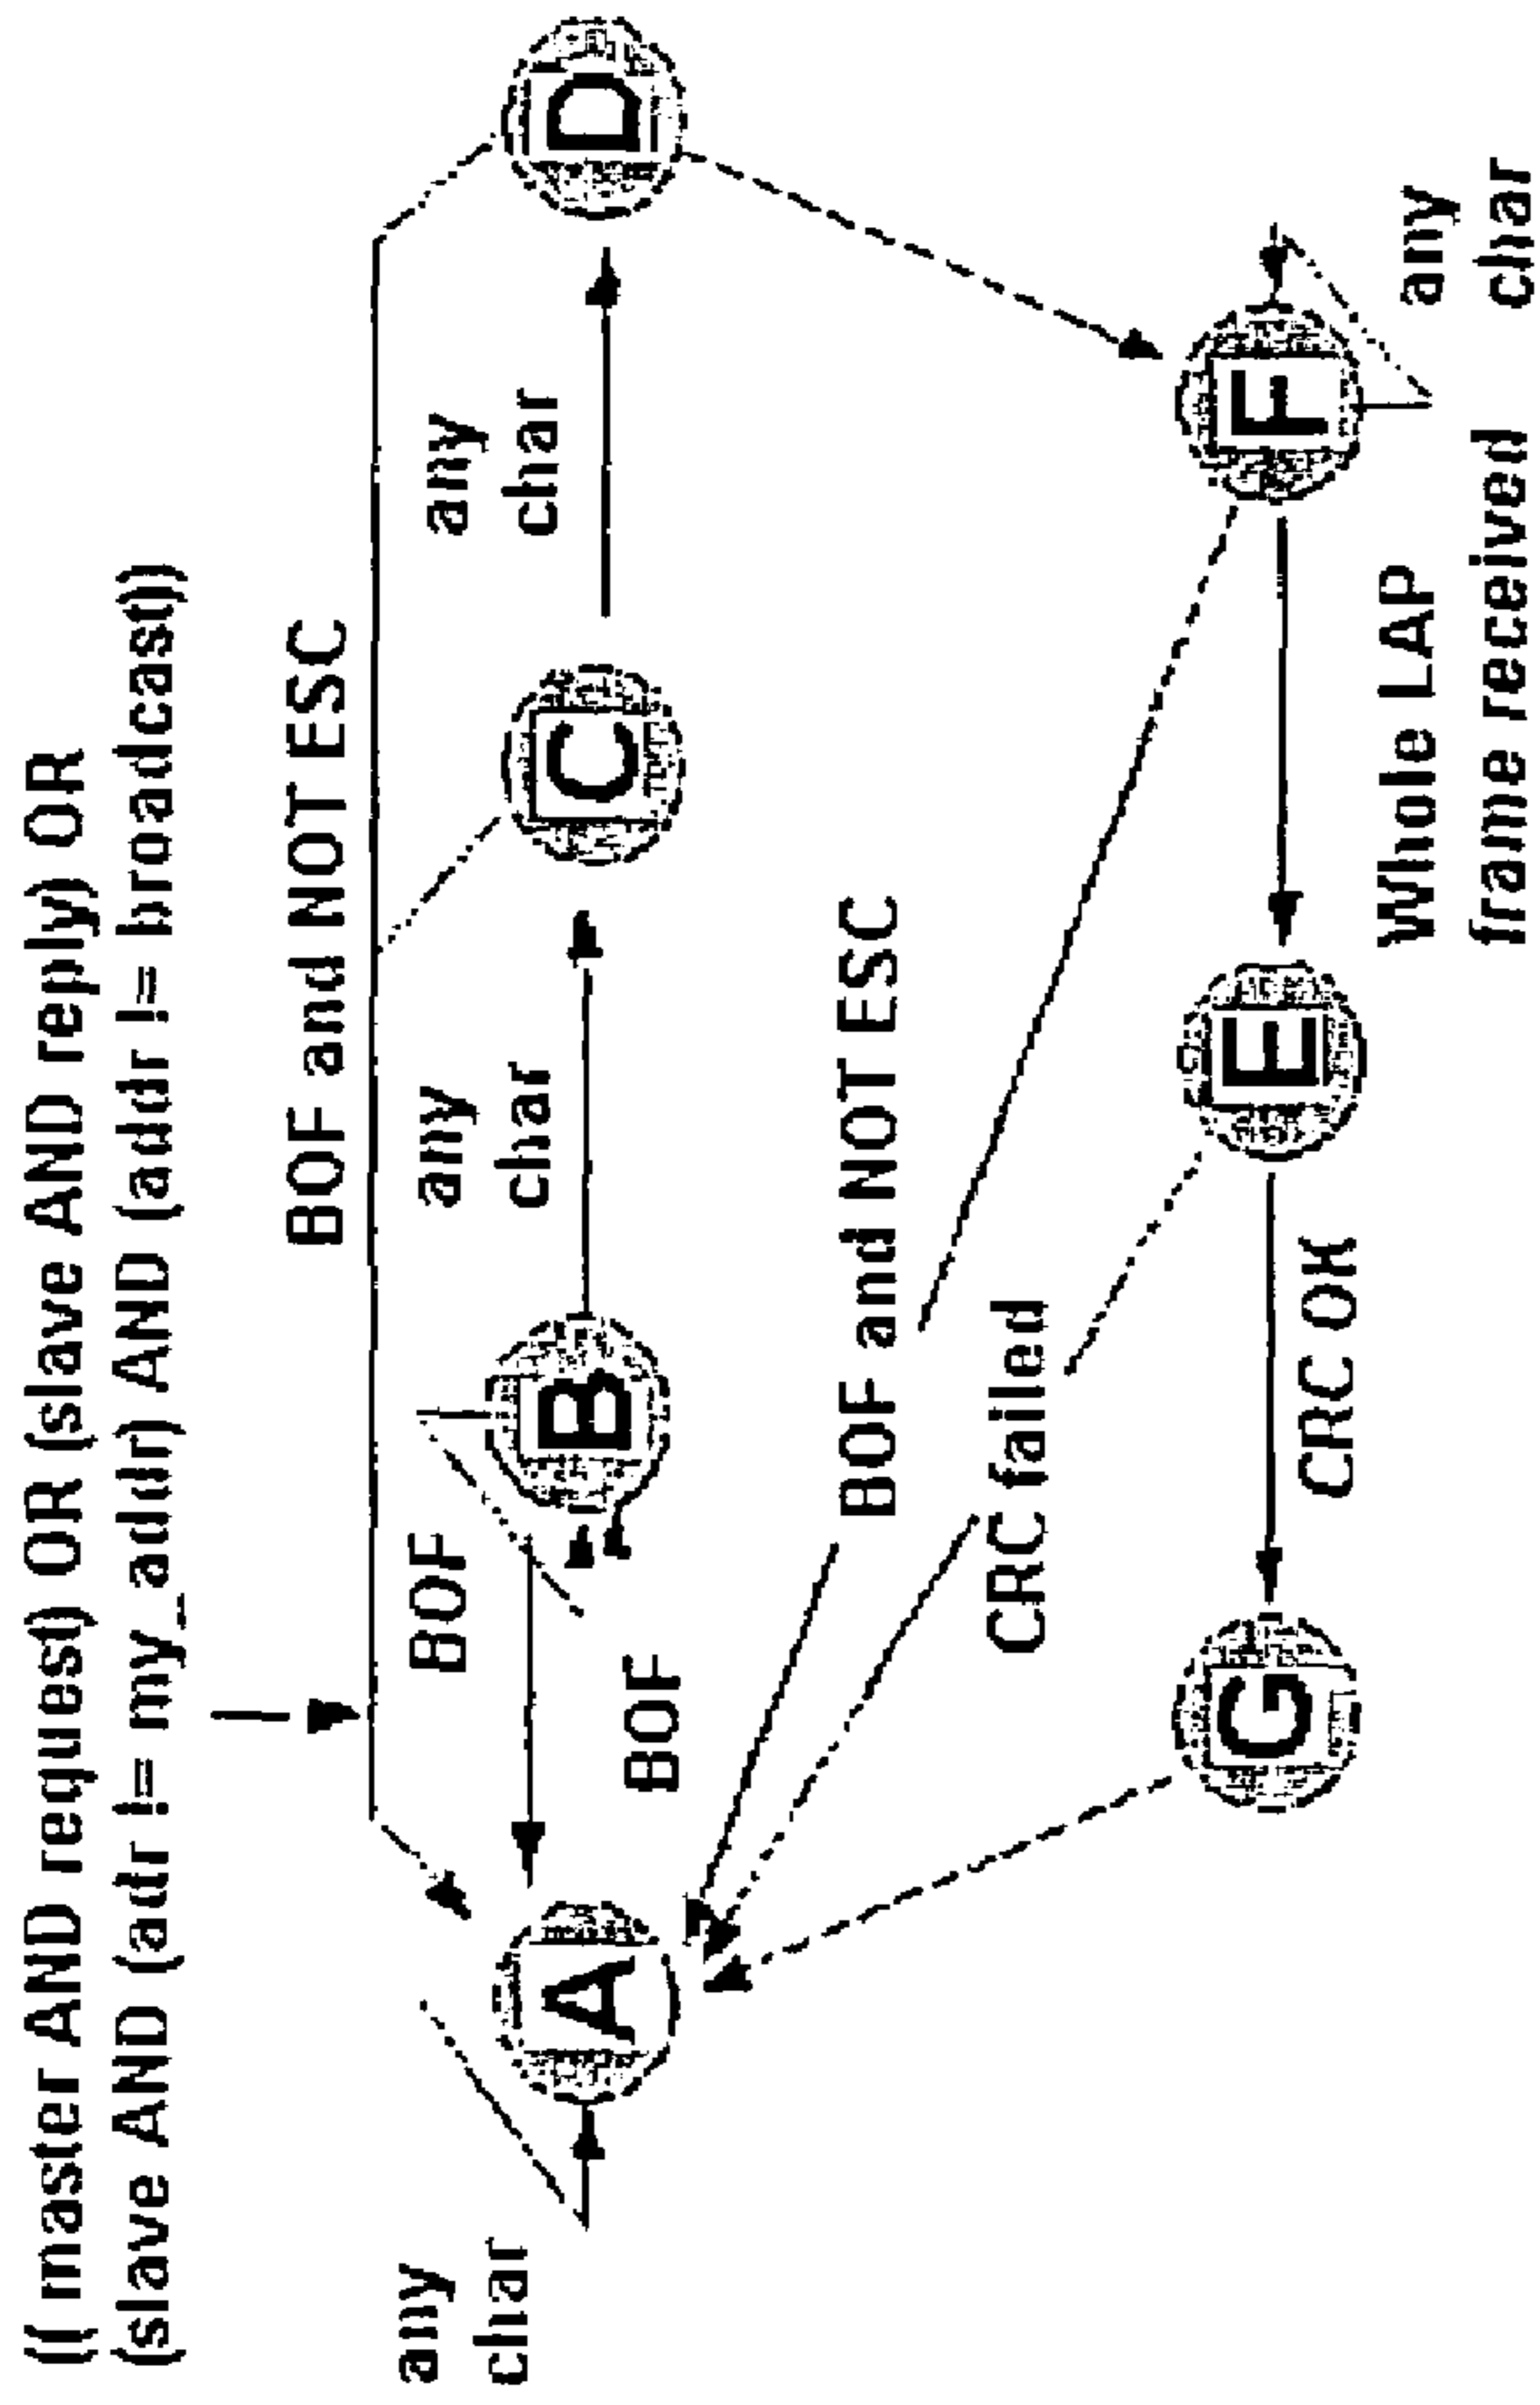 (( master AND request) OR (slave AND reply) OR
(slave AND (adr != my_addr) AND (addr != broadcast))
BOF and NOT ESC
any
char
BOF
any
char
any
char
A
B
C
D
BOF
BOF and NOT ESC
CRC failed
G
E
F
CRC OK
Whole LAP
frame received
any
char